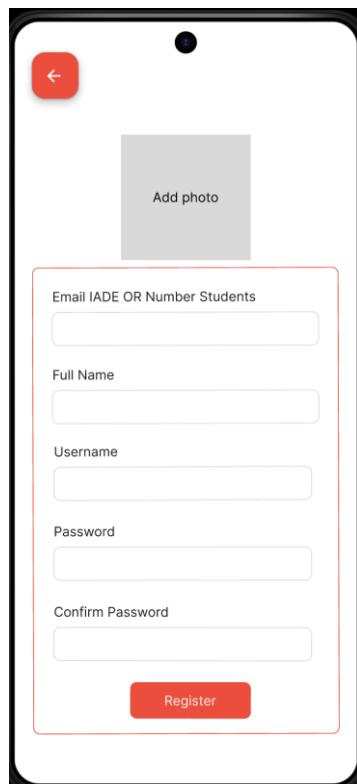 Add photo
Email IADE OR Number Students
Full Name
Username
Password
Confirm Password
Register